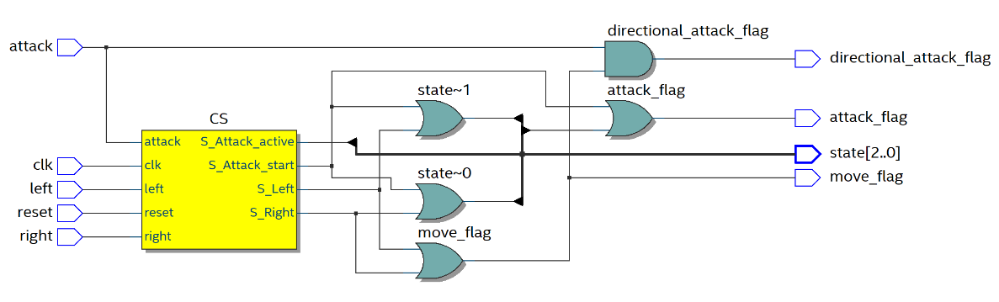 directional_attack_flag
attack
directional_attack_flag
state~1
attack_flag
CS
attack_flag
attack
S_Attack_active
state[2..0]
clk
clk
S_Attack_start
state~0
move_flag
left
left
S_Left
reset
reset
S_Right
move_flag
right
right